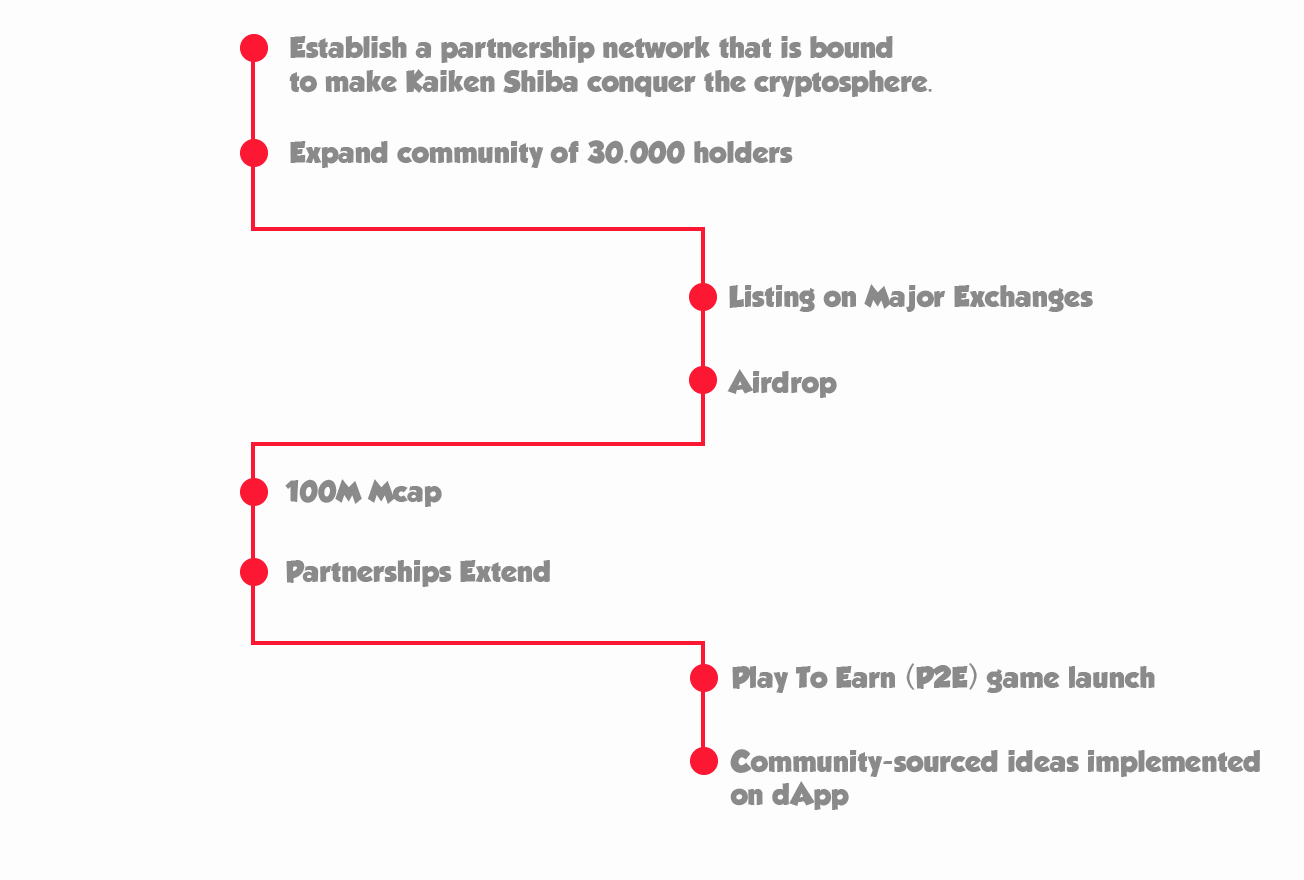 Establish a partnership network that is bound
to make Kaiken Shiba conquer the cryptosphere.
Expand community of 30.000 holders
Listing on Major Exchanges
Airdrop
100M Mcap
Partnerships Extend
Play To Earn (P2E) game launch
Community-sourced ideas implemented
on dApp